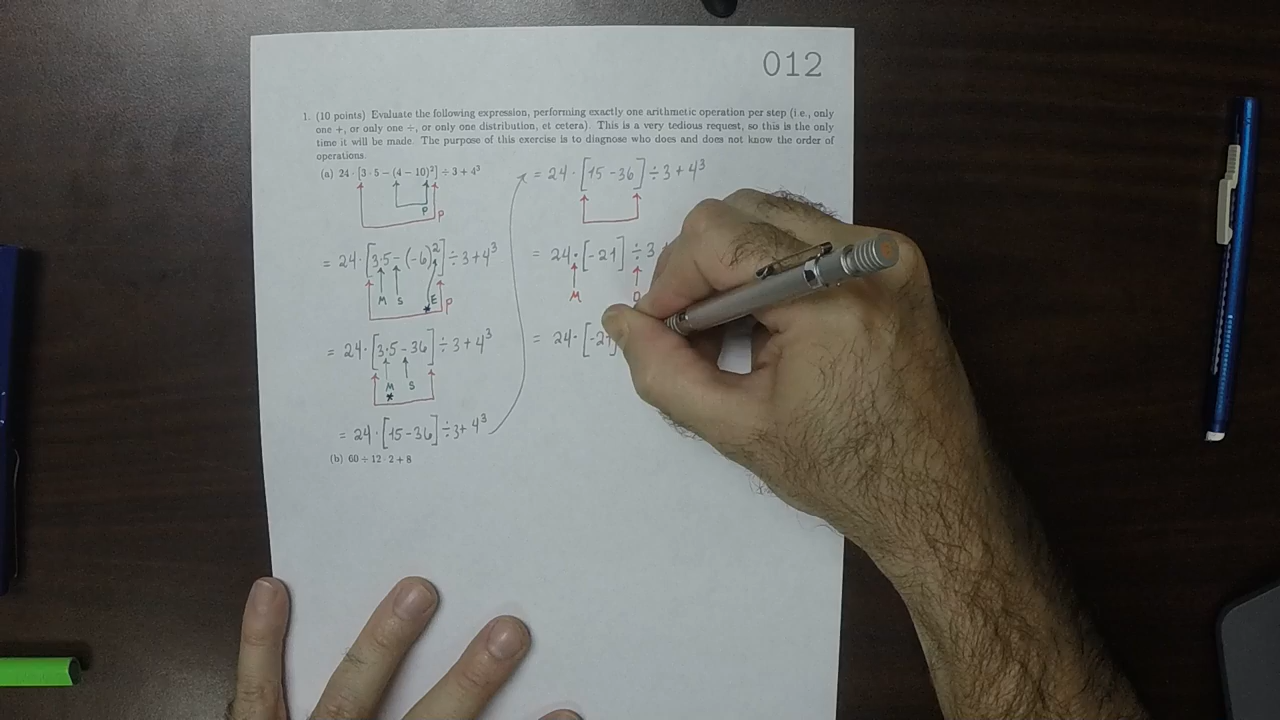 012
1. (10 points) Evaluate the following expression, performing exactly one arithmetic operation per step (i.e., only
one +, or only one ÷, or only one distribution, et cetera). This is a very tedious request, so this is the only
time it will be made. The purpose of this exercise is to diagnose who does and does not know the order of
operations.
(a) 24 · [3 · 5 − (4 − 10)²] ÷ 3 + 4³
P P
= 24 · [3·5 − (-6)²] ÷ 3 + 4³
M S E P
= 24 · [3·5 − 36] ÷ 3 + 4³
M S
= 24 · [15 − 36] ÷ 3 + 4³
(b) 60 ÷ 12 · 2 + 8
= 24 · [15 − 36] ÷ 3 + 4³
= 24 · [-21] ÷ 3
M
= 24 · [-21]